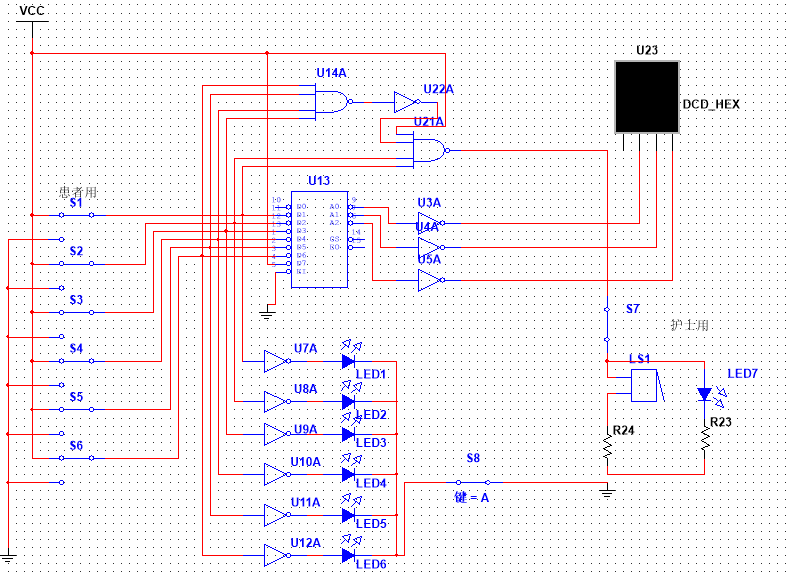 VCC
U23
U14A
U22A
DCD_HEX
U21A
U13
患者用
S1
U3A
U4A
S2
U5A
S3
S7
护士用
S4
U7A
LS1
LED1
LED7
U8A
S5
LED2
U9A
R24
R23
LED3
S6
U10A
S8
LED4
键 = A
U11A
LED5
U12A
LED6